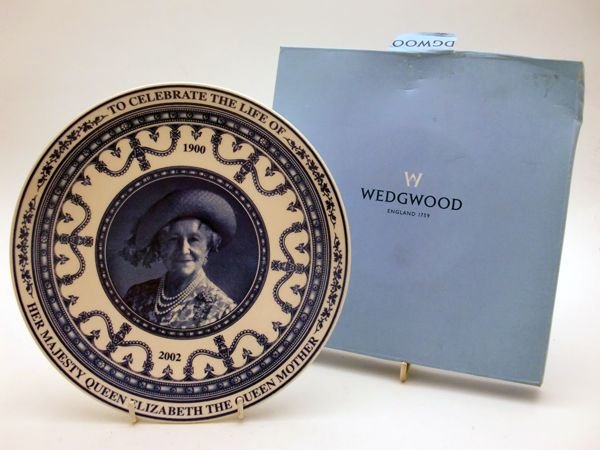 TO CELEBRATE THE LIFE OF
1900
2002
HER MAJESTY QUEEN ELIZABETH THE QUEEN MOTHER
DGWOO
W
WEDGWOOD
ENGLAND 1759